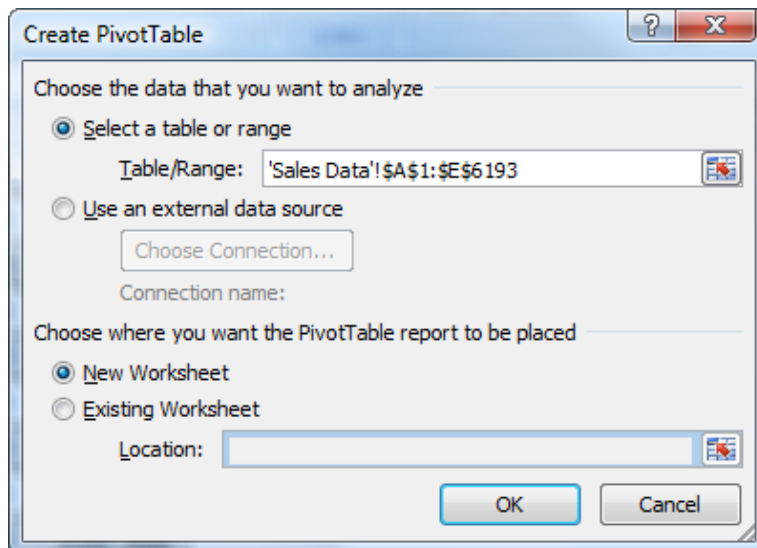 Create PivotTable
?
X
Choose the data that you want to analyze
Select a table or range
Table/Range: 'Sales Data'!$A$1:$E$6193
Use an external data source
Choose Connection...
Connection name:
Choose where you want the PivotTable report to be placed
New Worksheet
Existing Worksheet
Location:
OK Cancel